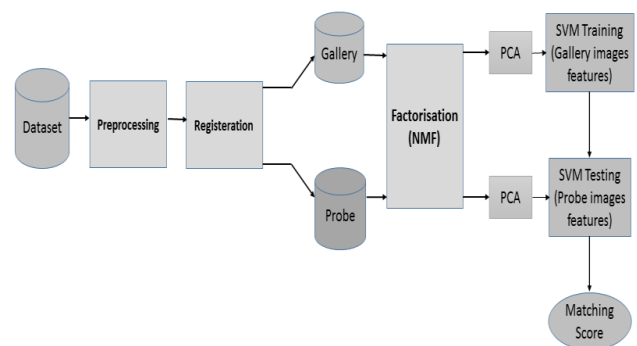 Dataset
Preprocessing
Registeration
Gallery
Probe
Factorisation
(NMF)
PCA
SVM Training
(Gallery images
features)
PCA
SVM Testing
(Probe images
features)
Matching
Score